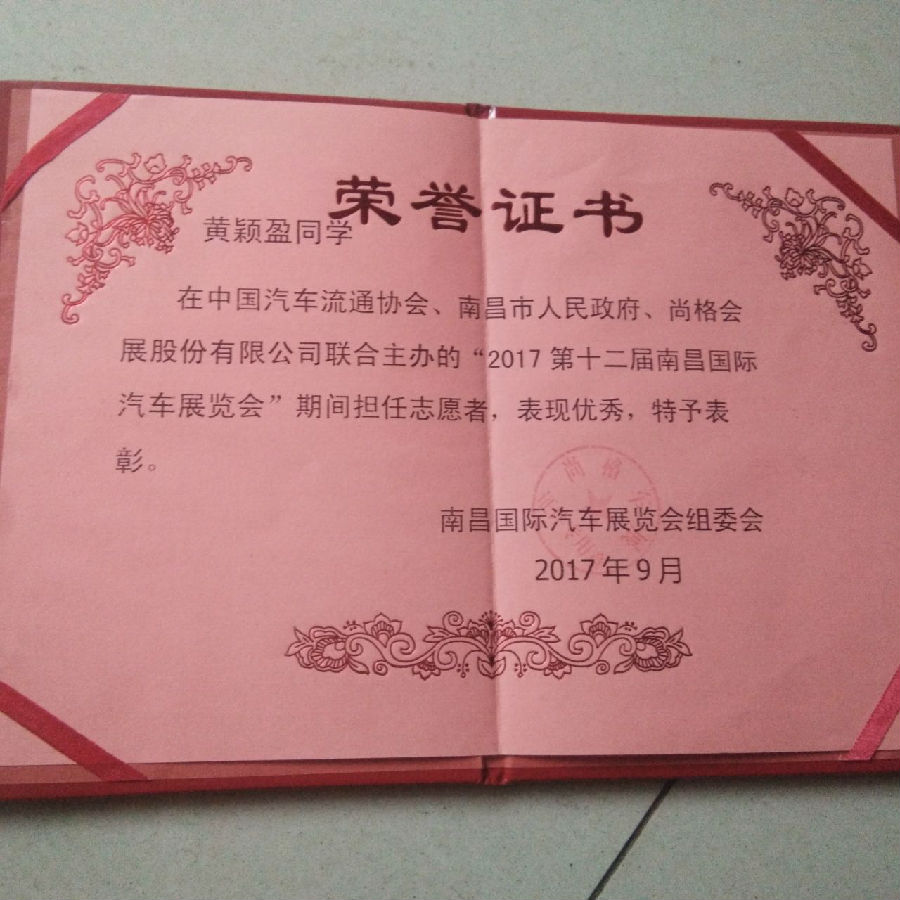 荣誉证书
黄颖盈同学
在中国汽车流通协会、南昌市人民政府、尚格会
展股份有限公司联合主办的“2017 第十二届南昌国际
汽车展览会”期间担任志愿者，表现优秀，特予表
彰。
尚格会
南昌国际汽车展览会组委会
2017 年 9 月